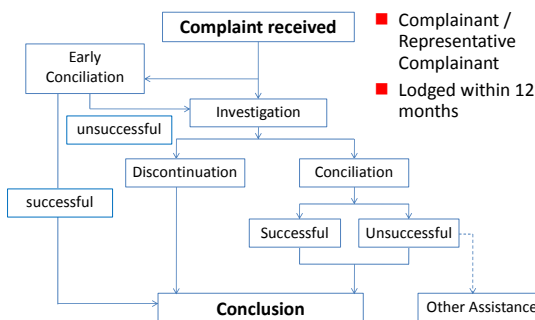 Complaint received
Complainant /
Representative
Complainant
Lodged within 12
months
Early
Conciliation
Investigation
unsuccessful
Discontinuation
Conciliation
successful
Successful
Unsuccessful
Conclusion
Other Assistance